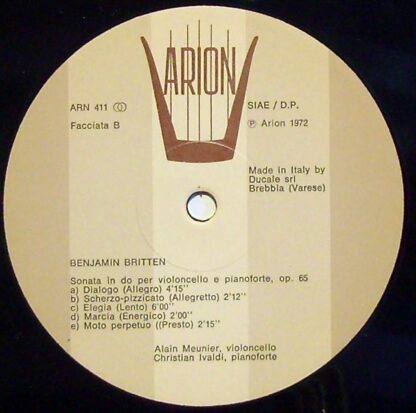 ARION
ARN 411
SIAE / D.P.
Facciata B
Ⓟ Arion 1972
Made in Italy by
Ducale srl
Brebbia (Varese)
BENJAMIN BRITTEN
Sonata in do per violoncello e pianoforte, op. 65
a) Dialogo (Allegro) 4'15''
b) Scherzo-pizzicato (Allegretto) 2'12''
c) Elegia (Lento) 6'00''
d) Marcia (Energico) 2'00''
e) Moto perpetuo ((Presto) 2'15''
Alain Meunier, violoncello
Christian Ivaldi, pianoforte